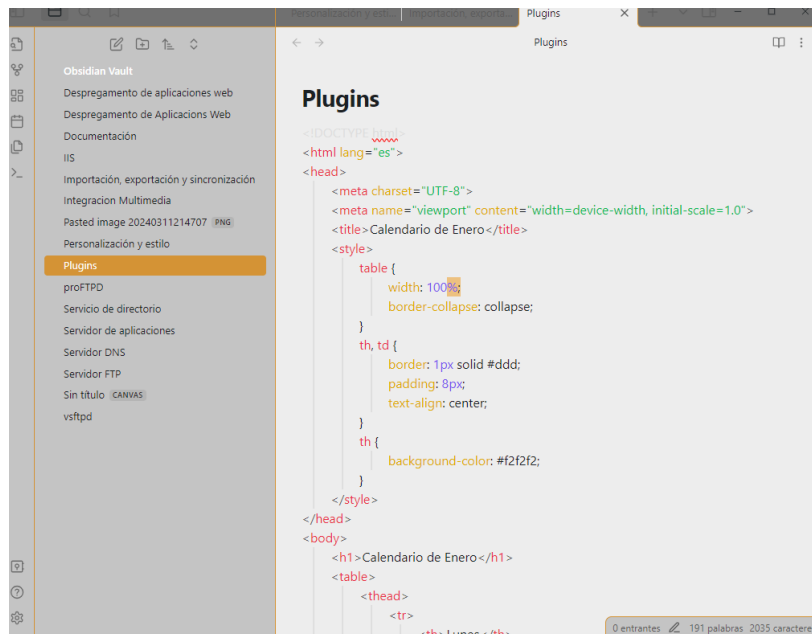 Personalización y esti...
Importación, exporta...
Plugins
Plugins
Obsidian Vault
Despregamento de aplicaciones web
Despregamento de Aplicacions Web
Documentación
IIS
Importación, exportación y sincronización
Integracion Multimedia
Pasted image 20240311214707 PNG
Personalización y estilo
Plugins
proFTPD
Servicio de directorio
Servidor de aplicaciones
Servidor DNS
Servidor FTP
Sin título CANVAS
vsftpd
Plugins
<!DOCTYPE html>
<html lang="es">
<head>
<meta charset="UTF-8">
<meta name="viewport" content="width=device-width, initial-scale=1.0">
<title>Calendario de Enero</title>
<style>
table {
width: 100%;
border-collapse: collapse;
}
th, td {
border: 1px solid #ddd;
padding: 8px;
text-align: center;
}
th {
background-color: #f2f2f2;
}
</style>
</head>
<body>
<h1>Calendario de Enero</h1>
<table>
<thead>
<tr>
<th>Lunes</th>
0 entrantes 191 palabras 2035 caractere